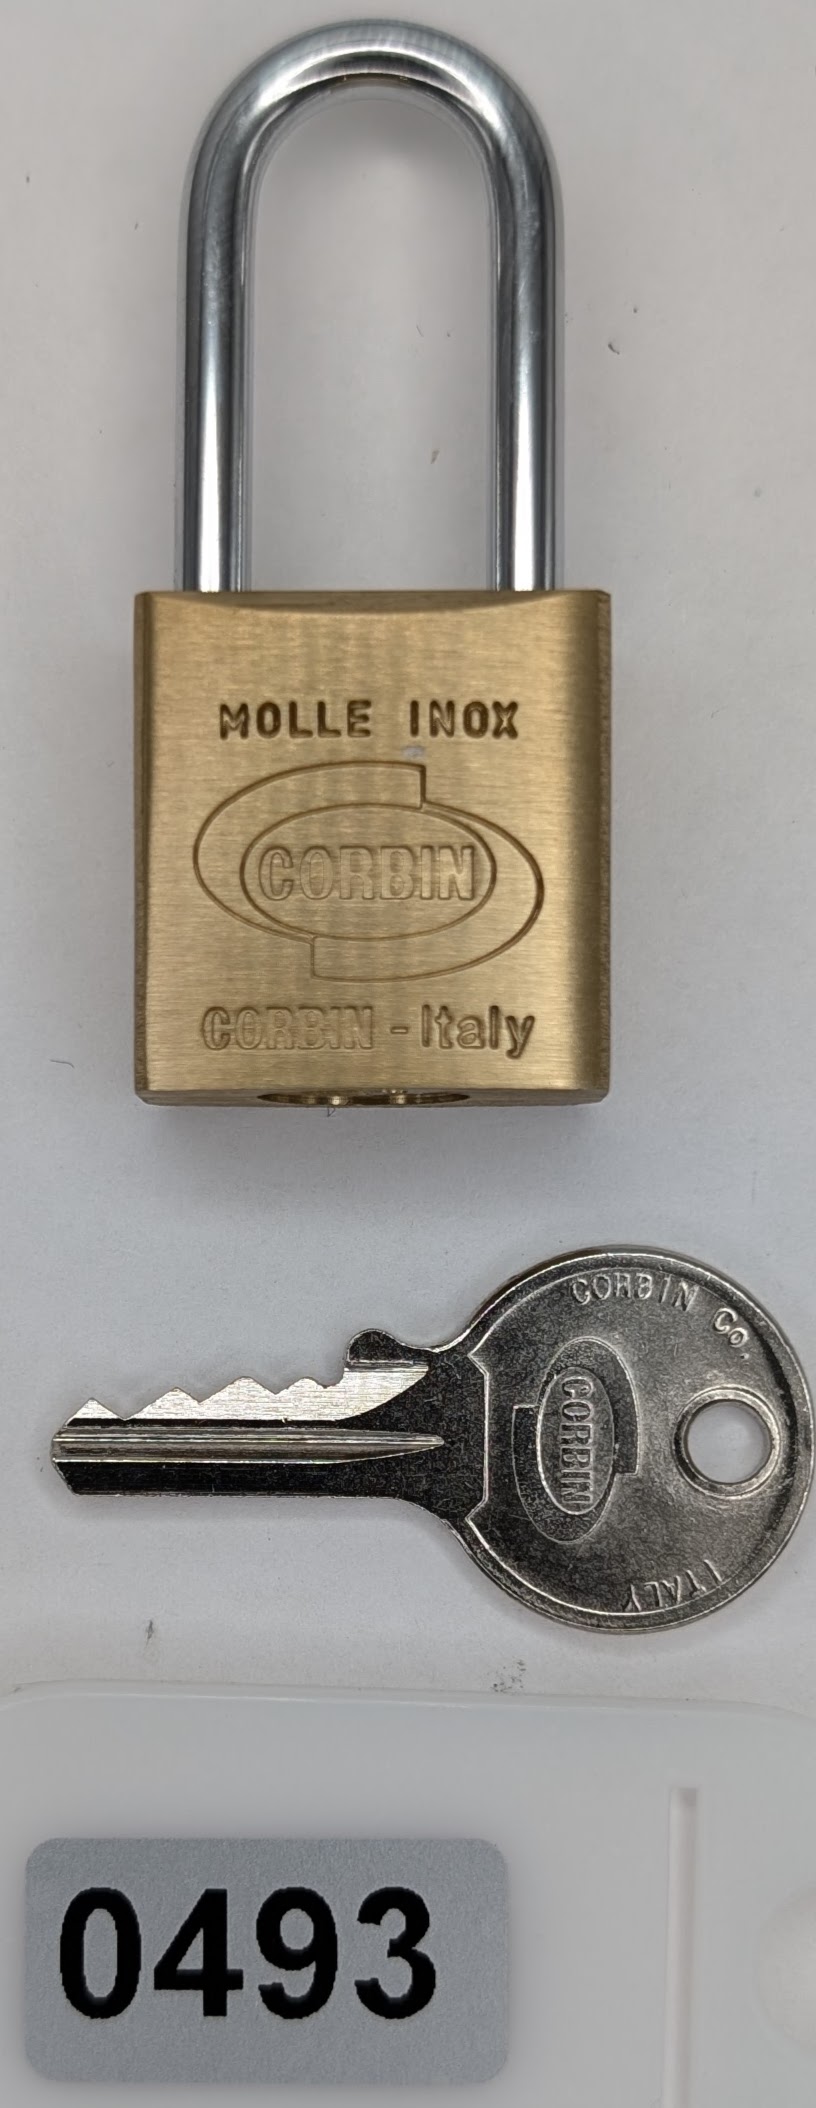 MOLLE INOX
CORBIN
CORBIN - Italy
CORBIN Co.
CORBIN
ITALY
0493